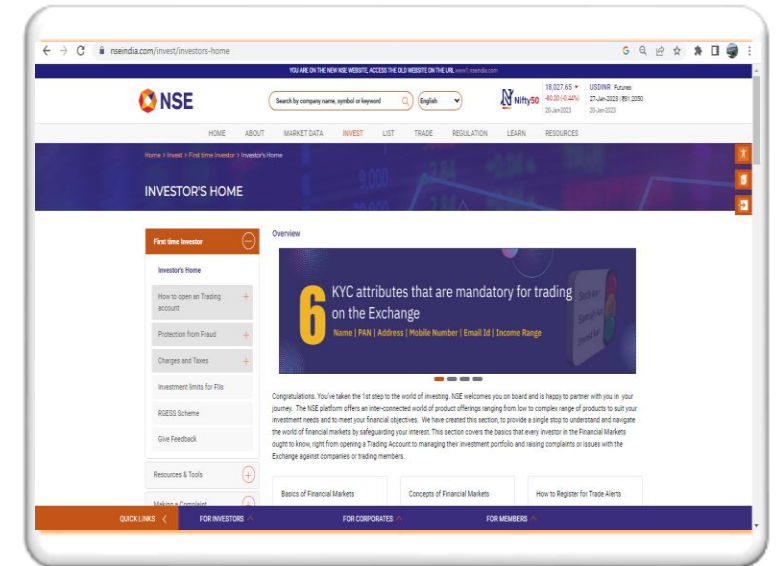 nseindia.com/invest/investors-home
YOU ARE ON THE NEW NSE WEBSITE, ACCESS THE OLD WEBSITE ON THE URL www1.nseindia.com
NSE
Search by company name, symbol or keyword
English
Nifty50
18,027.65
-80.20 (-0.44%)
20-Jan-2023
USDINR Futures
27-Jan-2023 | ₹81.2050
20-Jan-2023
HOME ABOUT MARKET DATA INVEST LIST TRADE REGULATION LEARN RESOURCES
Home > Invest > First time Investor > Investor's Home
INVESTOR'S HOME
First time Investor
Investor's Home
How to open an Trading
account
Protection from Fraud
Charges and Taxes
Investment limits for FIIs
RGESS Scheme
Give Feedback
Resources & Tools
Making a Complaint
Overview
6
KYC attributes that are mandatory for trading
on the Exchange
Name | PAN | Address | Mobile Number | Email Id | Income Range
Soch kar
Samajh kar
Invest kar
Congratulations. You've taken the 1st step to the world of investing. NSE welcomes you on board and is happy to partner with you in your
journey. The NSE platform offers an inter-connected world of product offerings ranging from low to complex range of products to suit your
investment needs and to meet your financial objectives. We have created this section, to provide a single stop to understand and navigate
the world of financial markets by safeguarding your interest. This section covers the basics that every investor in the Financial Markets
ought to know, right from opening a Trading Account to managing their investment portfolio and raising complaints or issues with the
Exchange against companies or trading members.
Basics of Financial Markets
Concepts of Financial Markets
How to Register for Trade Alerts
QUICK LINKS FOR INVESTORS FOR CORPORATES FOR MEMBERS